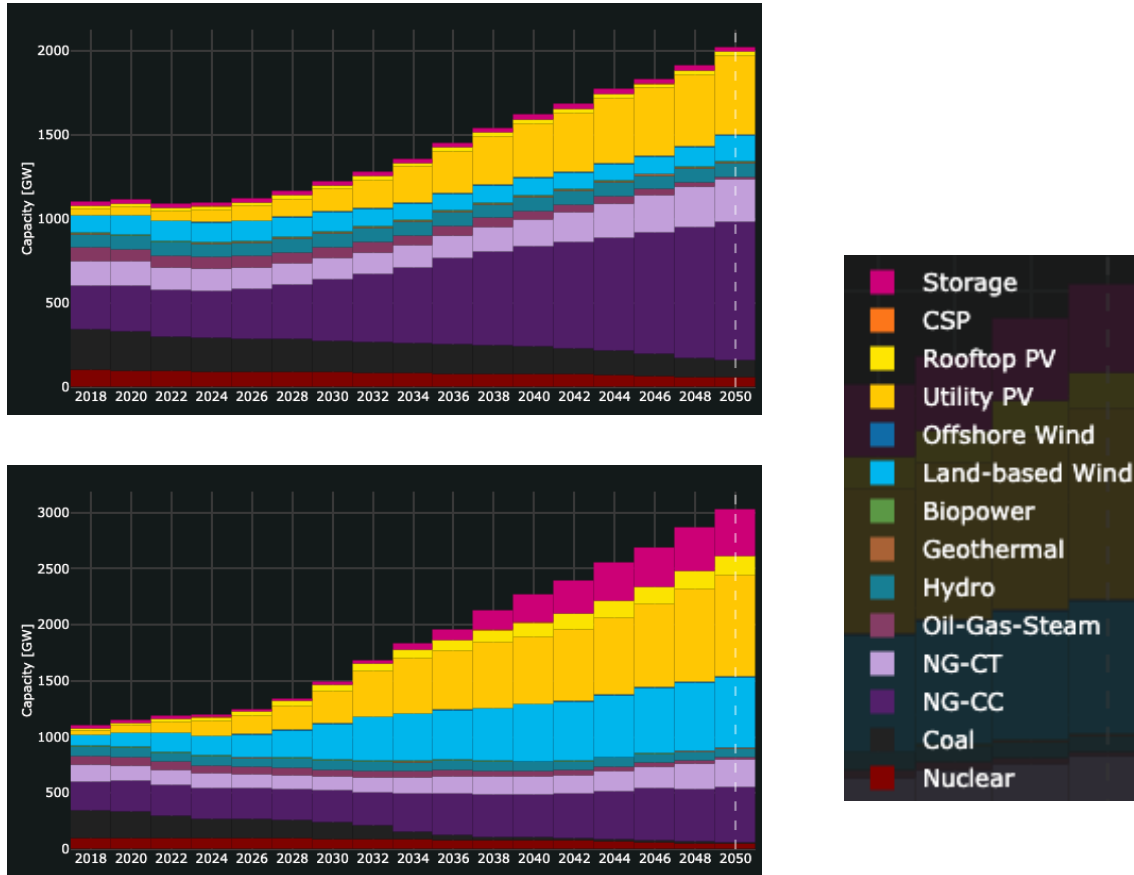 Capacity [GW]
2000
1500
1000
500
0
2018 2020 2022 2024 2026 2028 2030 2032 2034 2036 2038 2040 2042 2044 2046 2048 2050
Capacity [GW]
3000
2500
2000
1500
1000
500
0
2018 2020 2022 2024 2026 2028 2030 2032 2034 2036 2038 2040 2042 2044 2046 2048 2050
Storage
CSP
Rooftop PV
Utility PV
Offshore Wind
Land-based Wind
Biopower
Geothermal
Hydro
Oil-Gas-Steam
NG-CT
NG-CC
Coal
Nuclear